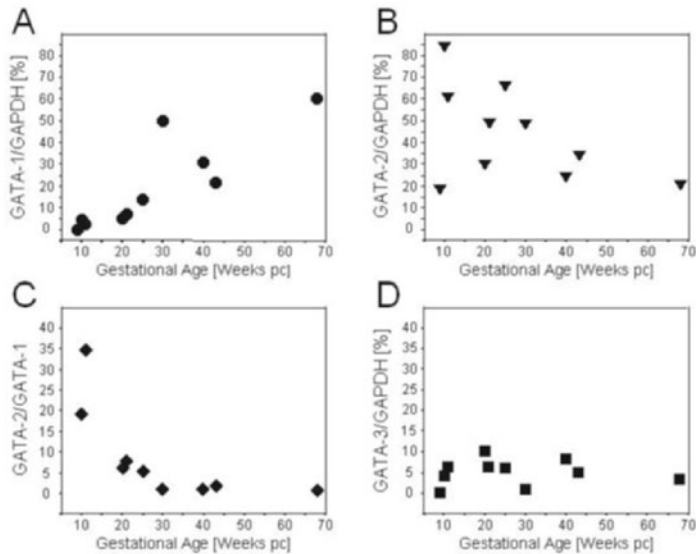 A
GATA-1/GAPDH [%]
80
70
60
50
40
30
20
10
0
10 20 30 40 50 60 70
Gestational Age [Weeks pc]
B
GATA-2/GAPDH [%]
80
70
60
50
40
30
20
10
0
10 20 30 40 50 60 70
Gestational Age [Weeks pc]
C
GATA-2/GATA-1
40
35
30
25
20
15
10
5
0
10 20 30 40 50 60 70
Gestational Age [Weeks pc]
D
GATA-3/GAPDH [%]
40
35
30
25
20
15
10
5
0
10 20 30 40 50 60 70
Gestational Age [Weeks pc]